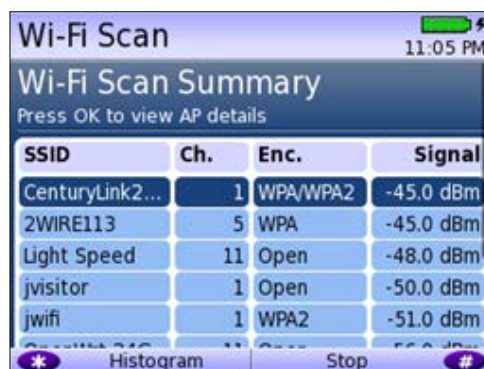 Wi-Fi Scan
11:05 PM
Wi-Fi Scan Summary
Press OK to view AP details
SSID Ch. Enc. Signal
CenturyLink2... 1 WPA/WPA2 -45.0 dBm
2WIRE113 5 WPA -45.0 dBm
Light Speed 11 Open -48.0 dBm
jvisitor 1 Open -50.0 dBm
jwifi 1 WPA2 -51.0 dBm
* Histogram Stop #